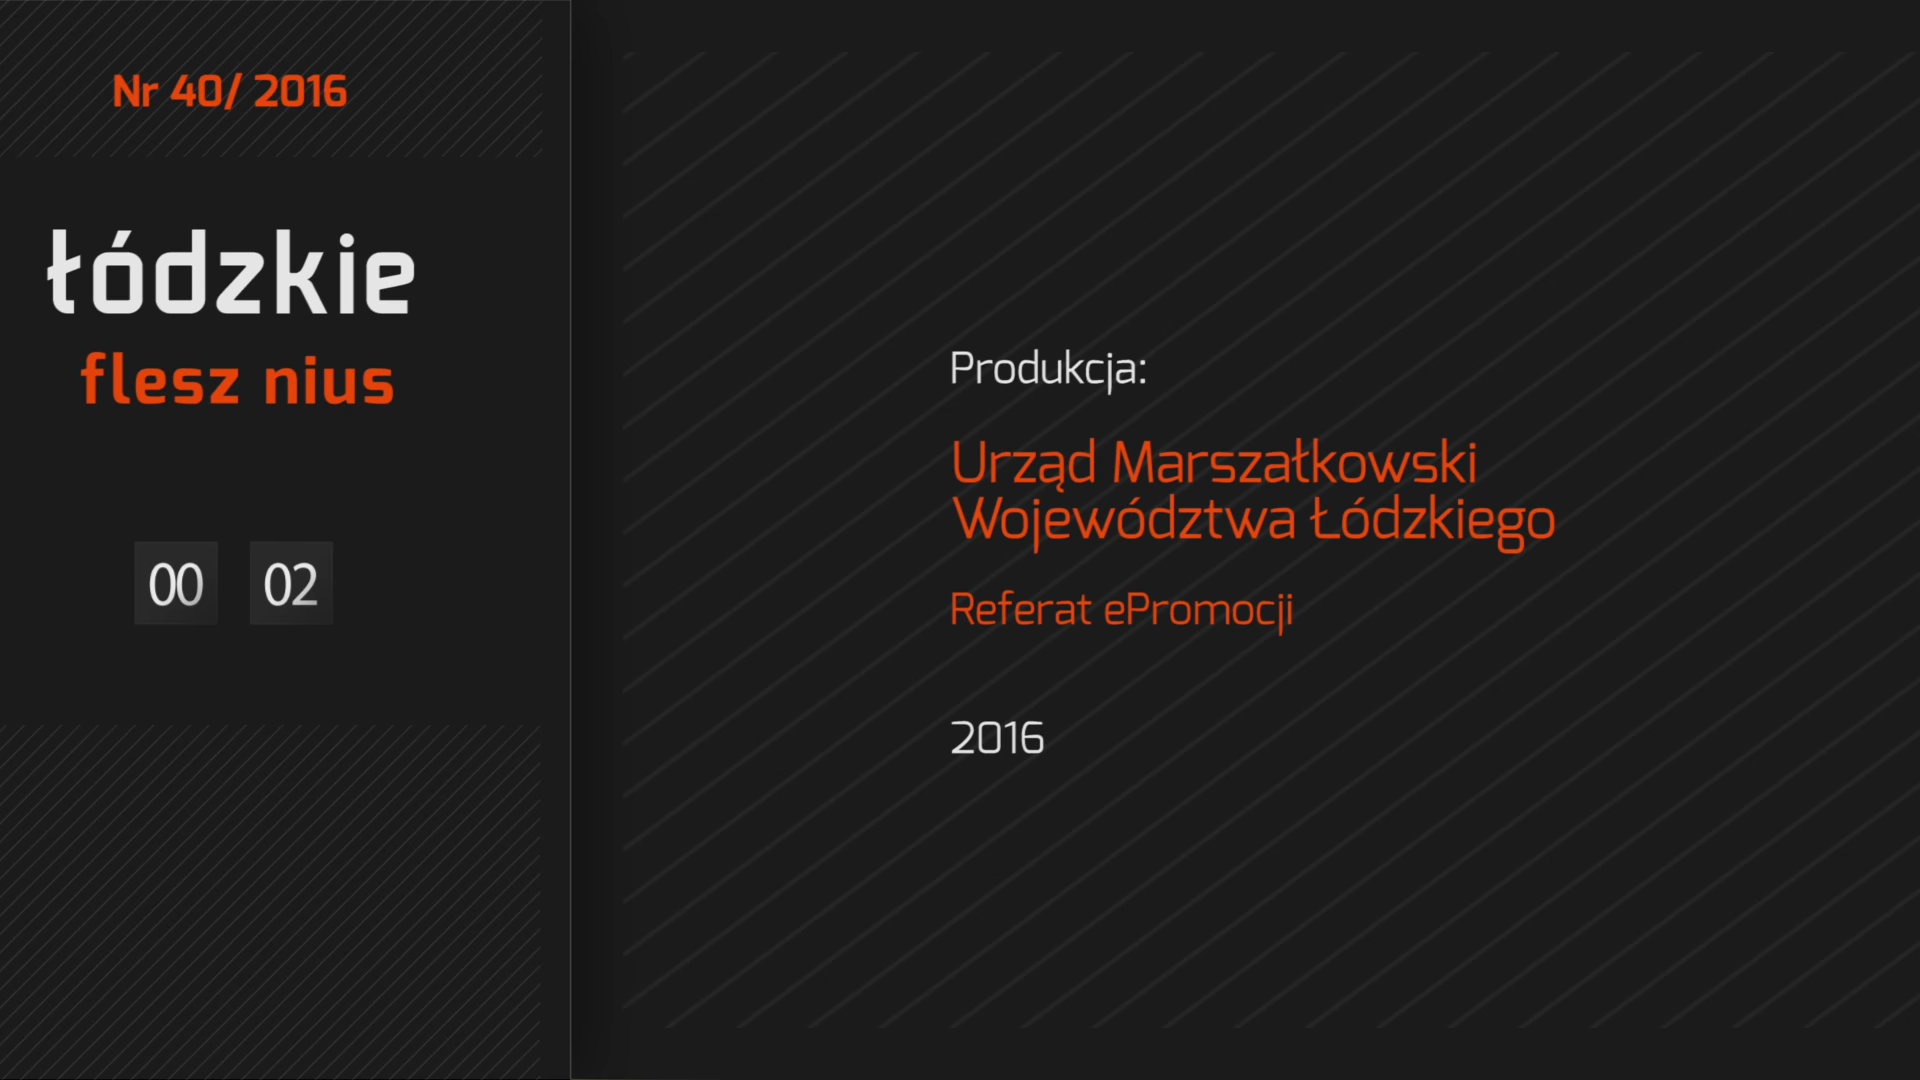 Nr 40/ 2016
łódzkie
flesz nius
00 02
Produkcja:
Urząd Marszałkowski
Województwa Łódzkiego
Referat ePromocji
2016